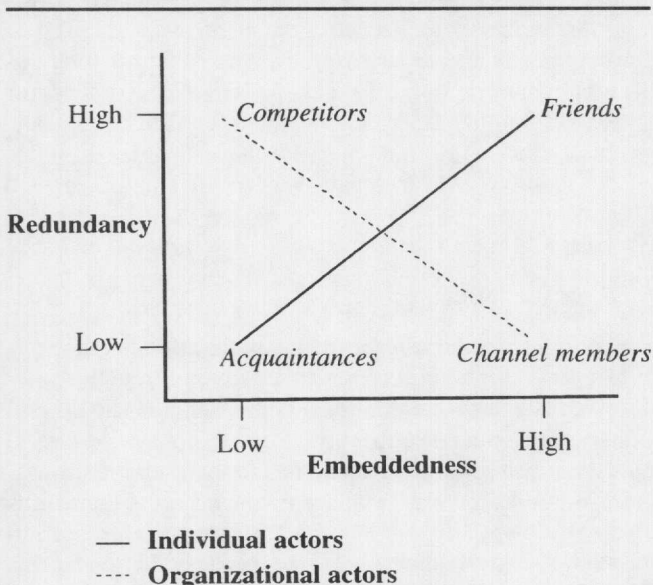 High
Competitors
Friends
Redundancy
Low
Acquaintances
Channel members
Low
High
Embeddedness
Individual actors
Organizational actors